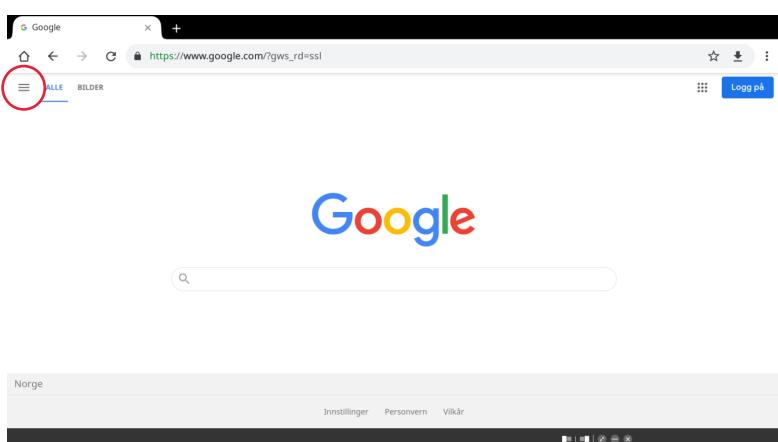 Google
https://www.google.com/?gws_rd=ssl
ALLE BILDER Logg på
Google
Norge
Innstillinger Personvern Vilkår